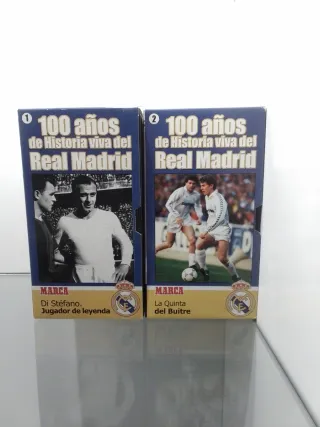 1
100 años
de Historia viva del
Real Madrid
MARCA
Di Stéfano.
Jugador de leyenda
2
100 años
de Historia viva del
Real Madrid
MARCA
La Quinta
del Buitre